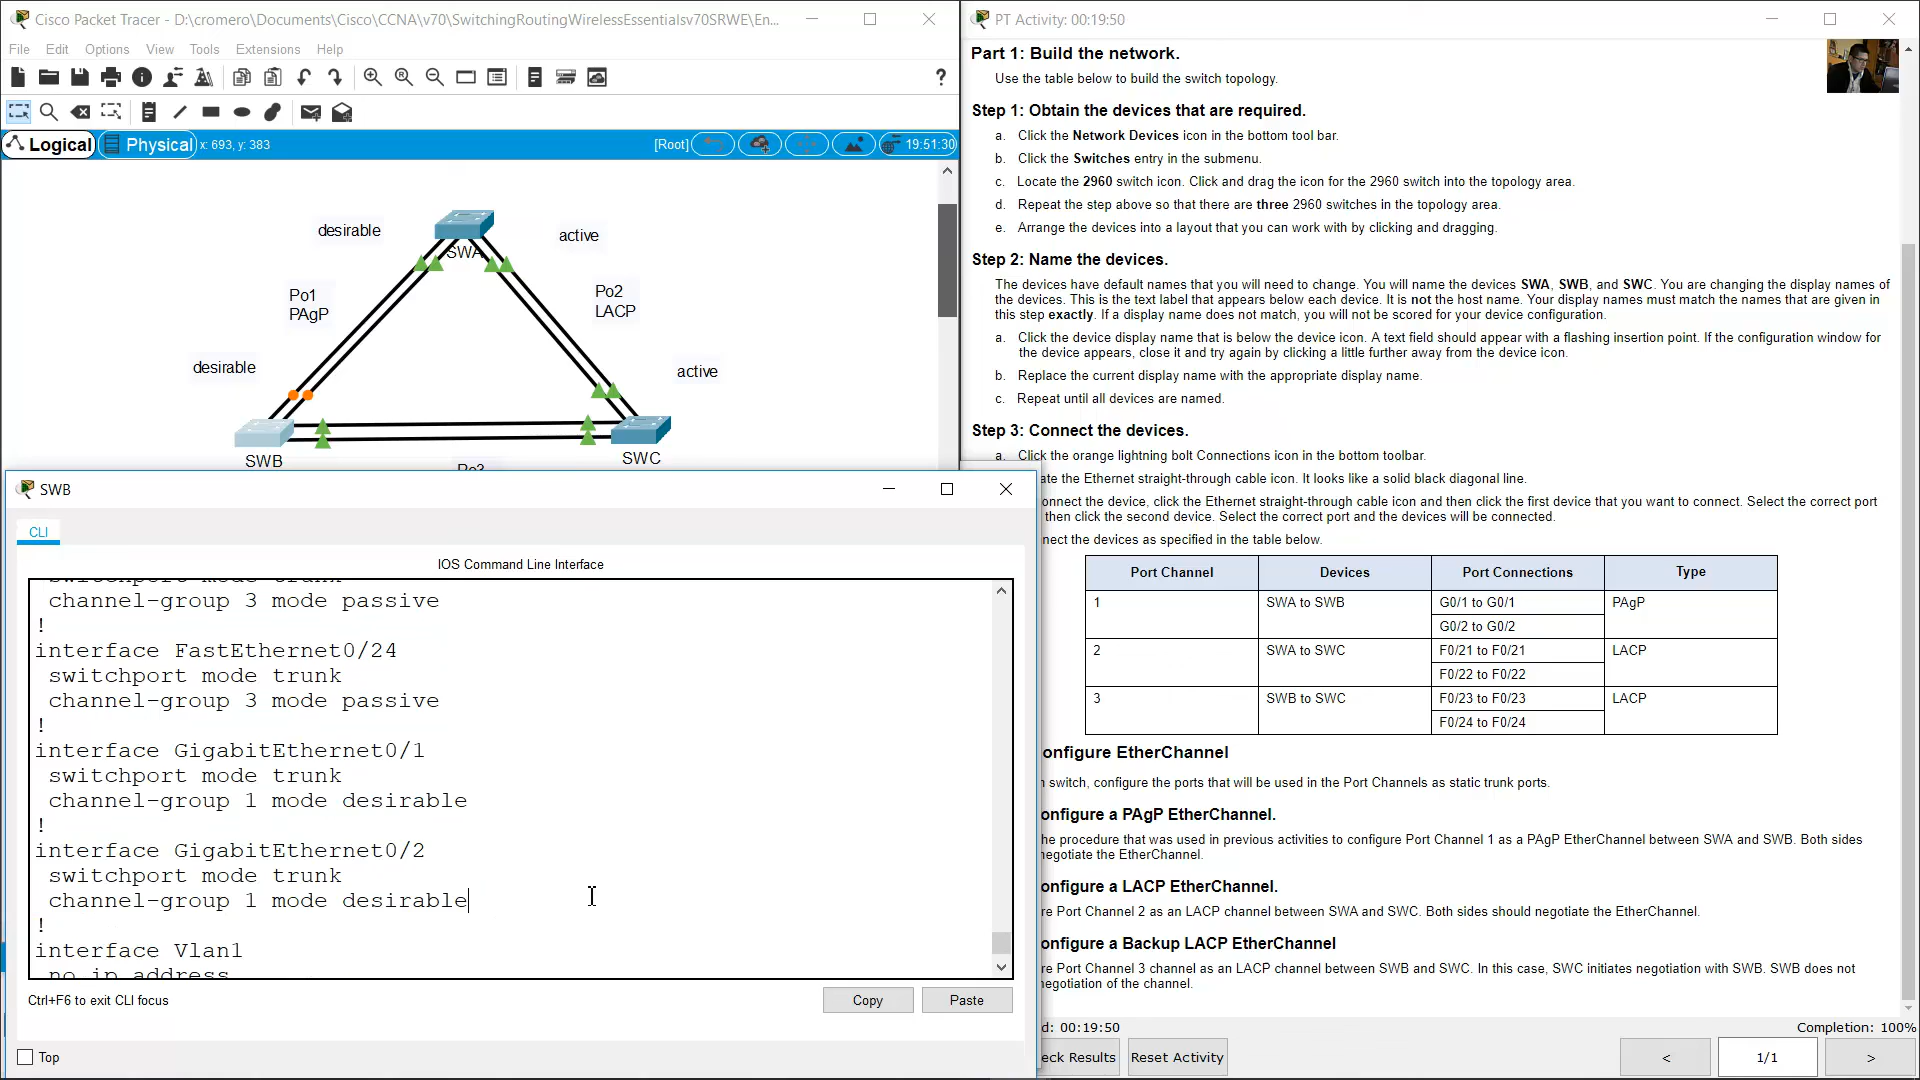 Cisco Packet Tracer - D:\cromero\Documents\Cisco\CCNA\v70\SwitchingRoutingWirelessEssentialsv70SRWE\En...
File Edit Options View Tools Extensions Help
?
Logical Physical x: 693, y: 383 [Root] 19:51:30
desirable
SWA
active
Po1
PAgP
Po2
LACP
desirable
active
SWB
SWC
Po3
SWB
CLI
IOS Command Line Interface
switchport mode trunk
channel-group 3 mode passive
!
interface FastEthernet0/24
switchport mode trunk
channel-group 3 mode passive
!
interface GigabitEthernet0/1
switchport mode trunk
channel-group 1 mode desirable
!
interface GigabitEthernet0/2
switchport mode trunk
channel-group 1 mode desirable
!
interface Vlan1
no ip address
Ctrl+F6 to exit CLI focus
Copy Paste
Top
PT Activity: 00:19:50
Part 1: Build the network.
Use the table below to build the switch topology.
Step 1: Obtain the devices that are required.
a. Click the Network Devices icon in the bottom tool bar.
b. Click the Switches entry in the submenu.
c. Locate the 2960 switch icon. Click and drag the icon for the 2960 switch into the topology area.
d. Repeat the step above so that there are three 2960 switches in the topology area.
e. Arrange the devices into a layout that you can work with by clicking and dragging.
Step 2: Name the devices.
The devices have default names that you will need to change. You will name the devices SWA, SWB, and SWC. You are changing the display names of
the devices. This is the text label that appears below each device. It is not the host name. Your display names must match the names that are given in
this step exactly. If a display name does not match, you will not be scored for your device configuration.
a. Click the device display name that is below the device icon. A text field should appear with a flashing insertion point. If the configuration window for
the device appears, close it and try again by clicking a little further away from the device icon.
b. Replace the current display name with the appropriate display name.
c. Repeat until all devices are named.
Step 3: Connect the devices.
a. Click the orange lightning bolt Connections icon in the bottom toolbar.
ate the Ethernet straight-through cable icon. It looks like a solid black diagonal line.
onnect the device, click the Ethernet straight-through cable icon and then click the first device that you want to connect. Select the correct port
then click the second device. Select the correct port and the devices will be connected.
nect the devices as specified in the table below.
Port Channel Devices Port Connections Type
1 SWA to SWB G0/1 to G0/1 PAgP
G0/2 to G0/2
2 SWA to SWC F0/21 to F0/21 LACP
F0/22 to F0/22
3 SWB to SWC F0/23 to F0/23 LACP
F0/24 to F0/24
onfigure EtherChannel
switch, configure the ports that will be used in the Port Channels as static trunk ports.
onfigure a PAgP EtherChannel.
he procedure that was used in previous activities to configure Port Channel 1 as a PAgP EtherChannel between SWA and SWB. Both sides
negotiate the EtherChannel.
onfigure a LACP EtherChannel.
re Port Channel 2 as an LACP channel between SWA and SWC. Both sides should negotiate the EtherChannel.
onfigure a Backup LACP EtherChannel
re Port Channel 3 channel as an LACP channel between SWB and SWC. In this case, SWC initiates negotiation with SWB. SWB does not
negotiation of the channel.
d: 00:19:50 Completion: 100%
eck Results Reset Activity < 1/1 >